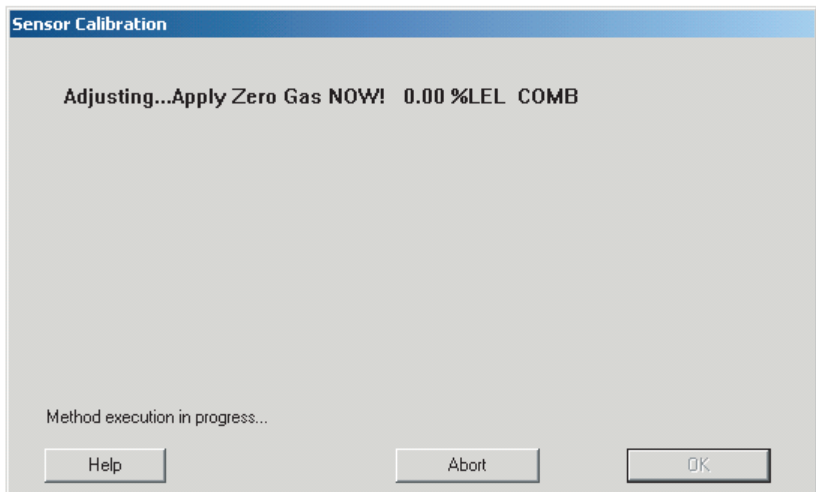 Sensor Calibration
Adjusting...Apply Zero Gas NOW! 0.00 %LEL COMB
Method execution in progress...
Help Abort OK